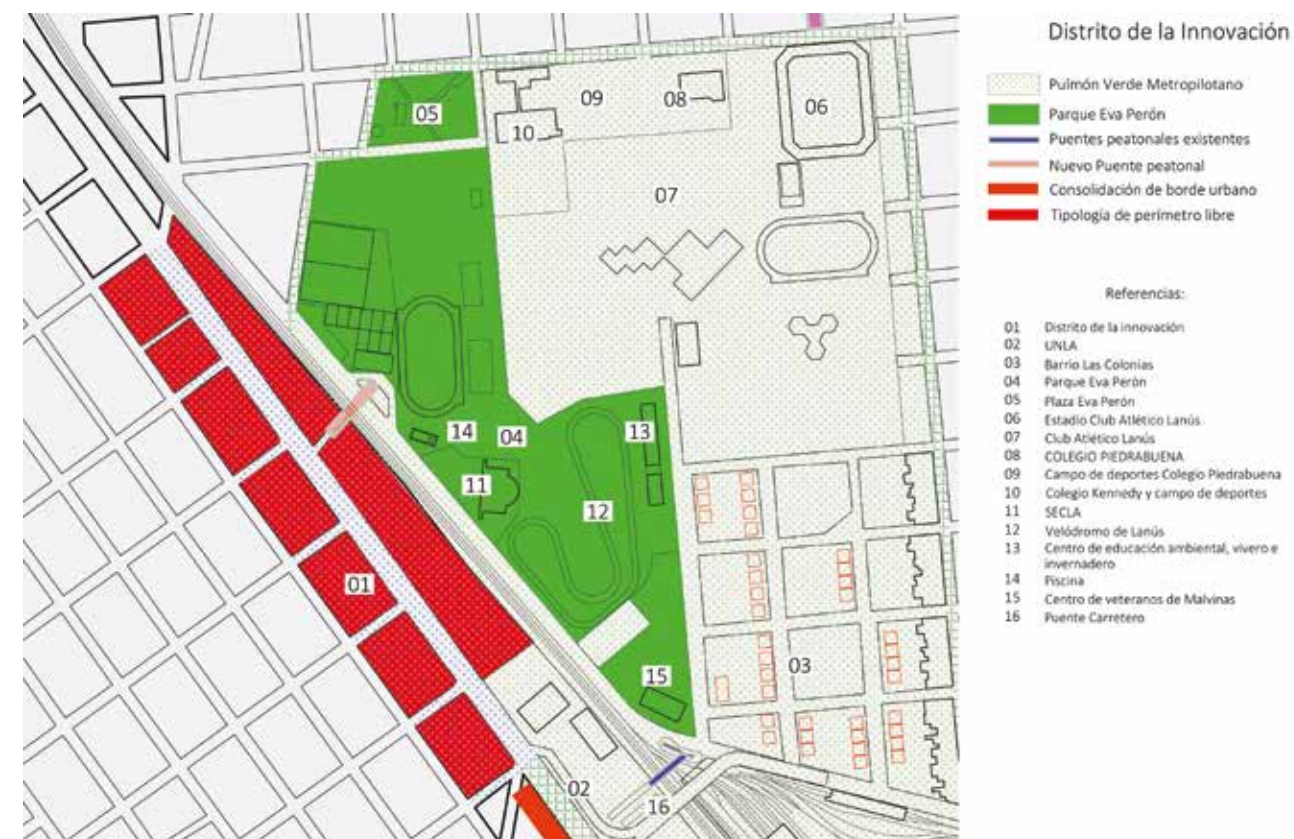 Distrito de la Innovación
Pulmón Verde Metropilotano
Parque Eva Perón
Puentes peatonales existentes
Nuevo Puente peatonal
Consolidación de borde urbano
Tipología de perímetro libre
Referencias:
01 Distrito de la innovación
02 UNLA
03 Barrio Las Colonias
04 Parque Eva Perón
05 Plaza Eva Perón
06 Estadio Club Atlético Lanús
07 Club Atlético Lanús
08 COLEGIO PIEDRABUENA
09 Campo de deportes Colegio Piedrabuena
10 Colegio Kennedy y campo de deportes
11 SECLA
12 Velódromo de Lanús
13 Centro de educación ambiental, vivero e
invernadero
14 Piscina
15 Centro de veteranos de Malvinas
16 Puente Carretero
05
09
08
06
10
07
14
04
13
11
12
01
15
03
02
16